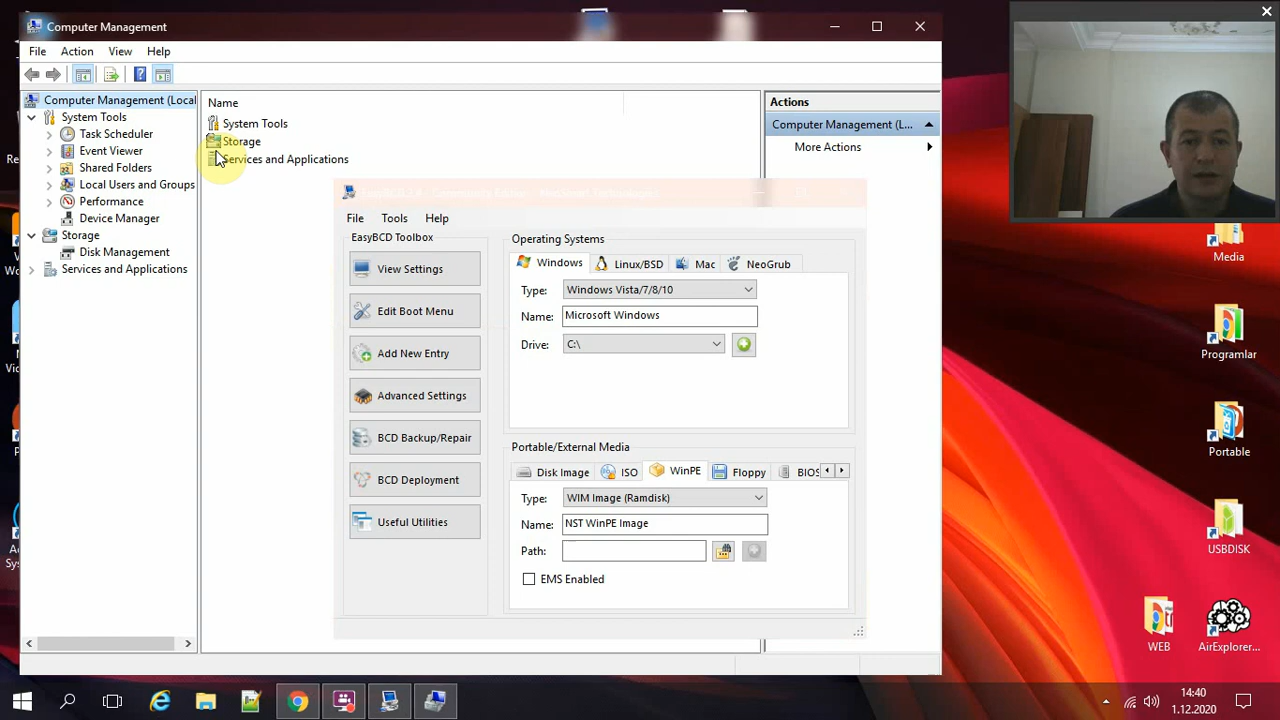 Computer Management
File Action View Help
Computer Management (Local
System Tools
Task Scheduler
Event Viewer
Shared Folders
Local Users and Groups
Performance
Device Manager
Storage
Disk Management
Services and Applications
Name
System Tools
Storage
Services and Applications
Actions
Computer Management (L...
More Actions
File Tools Help
EasyBCD Toolbox
View Settings
Edit Boot Menu
Add New Entry
Advanced Settings
BCD Backup/Repair
BCD Deployment
Useful Utilities
Operating Systems
Windows Linux/BSD Mac NeoGrub
Type: Windows Vista/7/8/10
Name: Microsoft Windows
Drive: C:\
Portable/External Media
Disk Image ISO WinPE Floppy BIOS
Type: WIM Image (Ramdisk)
Name: NST WinPE Image
Path:
EMS Enabled
Media
Programlar
Portable
USBDISK
WEB
AirExplorer...
14:40
1.12.2020